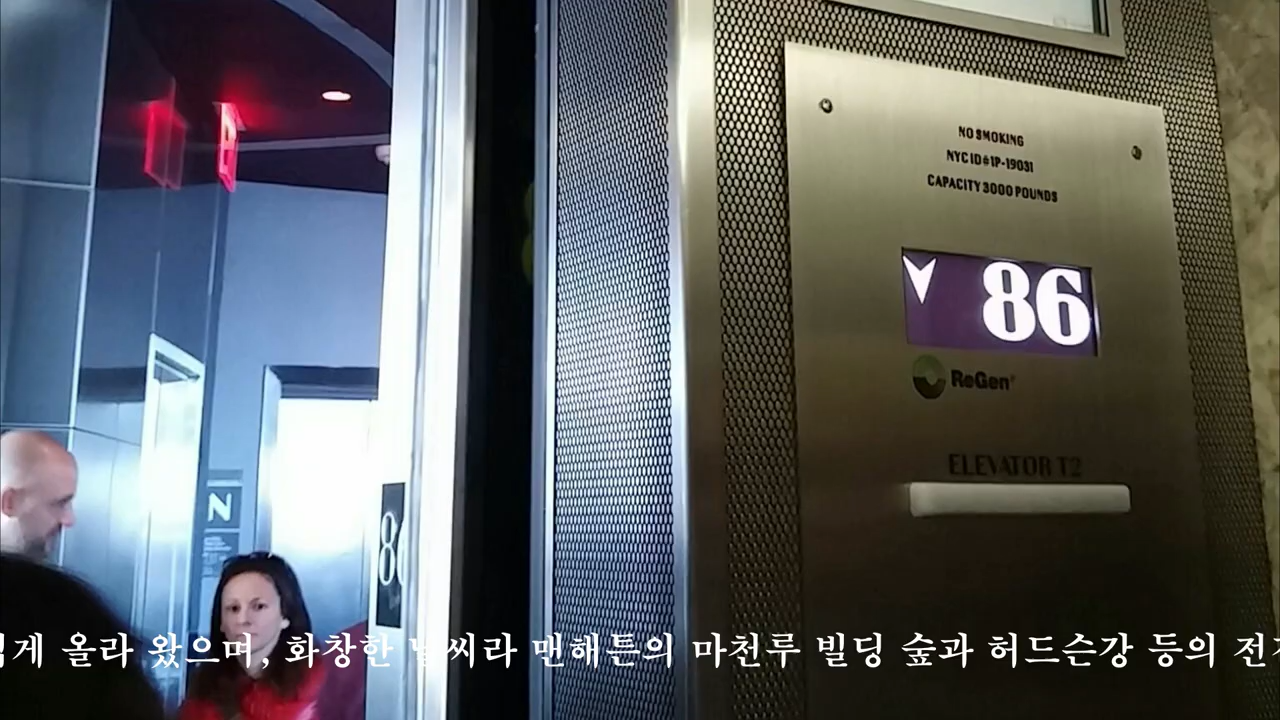 NO SMOKING
NYC ID#1P-19031
CAPACITY 3000 POUNDS
86
ReGen
ELEVATOR T2
N
86
게 올라 왔으며, 화창한 날씨라 맨해튼의 마천루 빌딩 숲과 허드슨강 등의